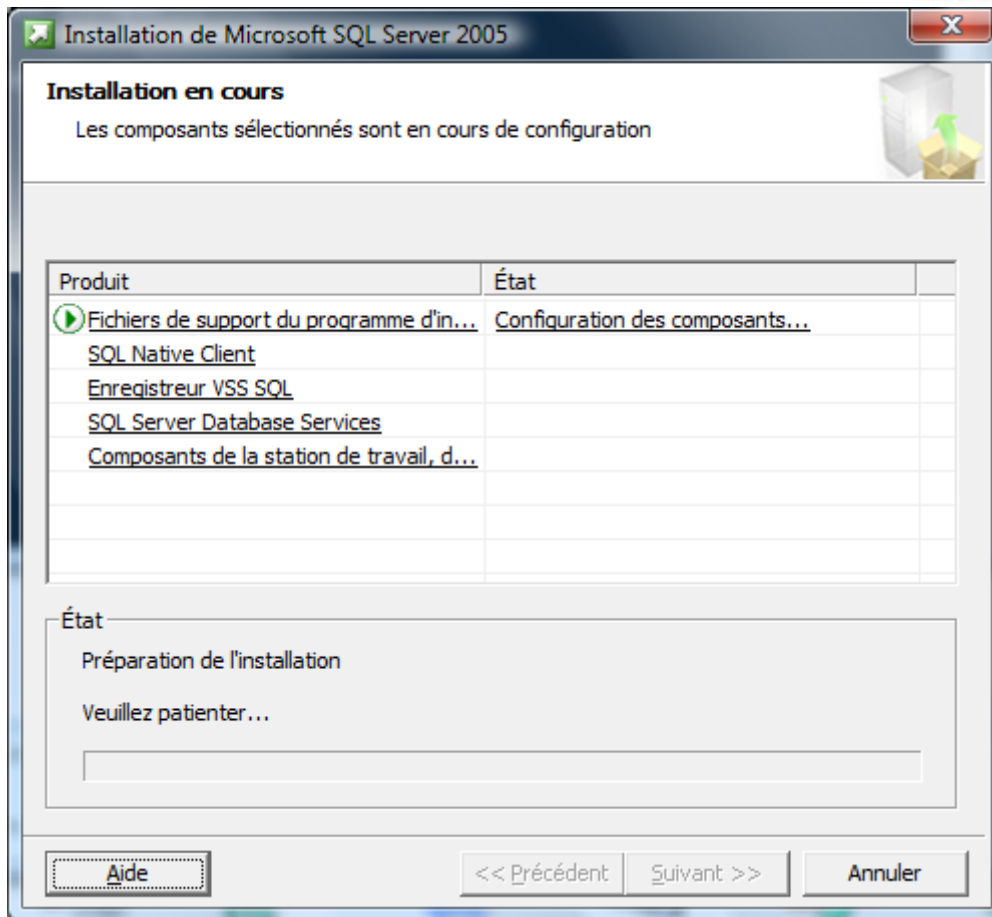 Installation de Microsoft SQL Server 2005
Installation en cours
Les composants sélectionnés sont en cours de configuration
Produit État
Fichiers de support du programme d'in... Configuration des composants...
SQL Native Client
Enregistreur VSS SQL
SQL Server Database Services
Composants de la station de travail, d...
État
Préparation de l'installation
Veuillez patienter...
Aide << Précédent Suivant >> Annuler